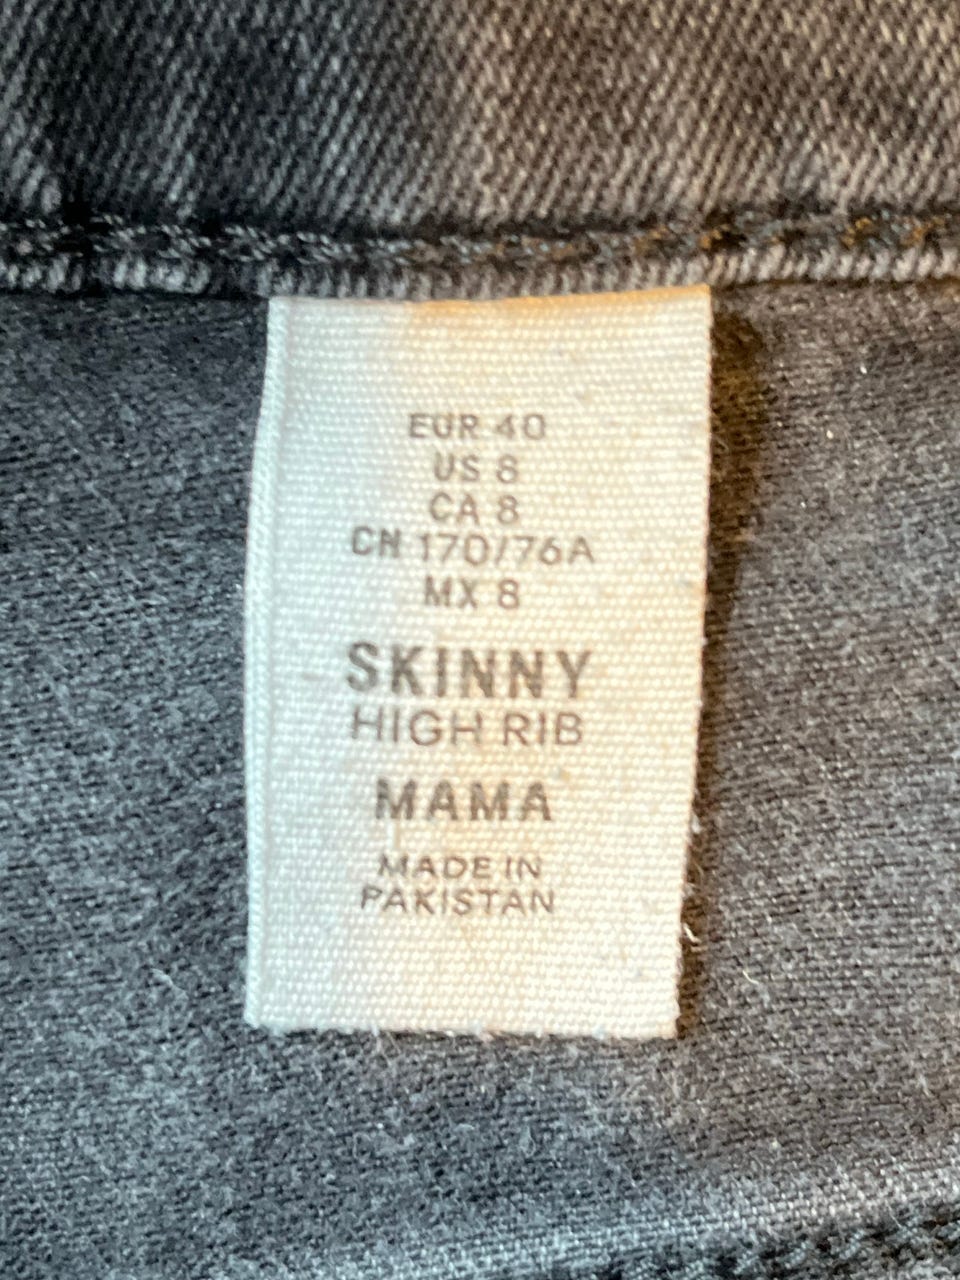 EUR 40
US 8
CA 8
CN 170/76A
MX 8
SKINNY
HIGH RIB
MAMA
MADE IN
PAKISTAN